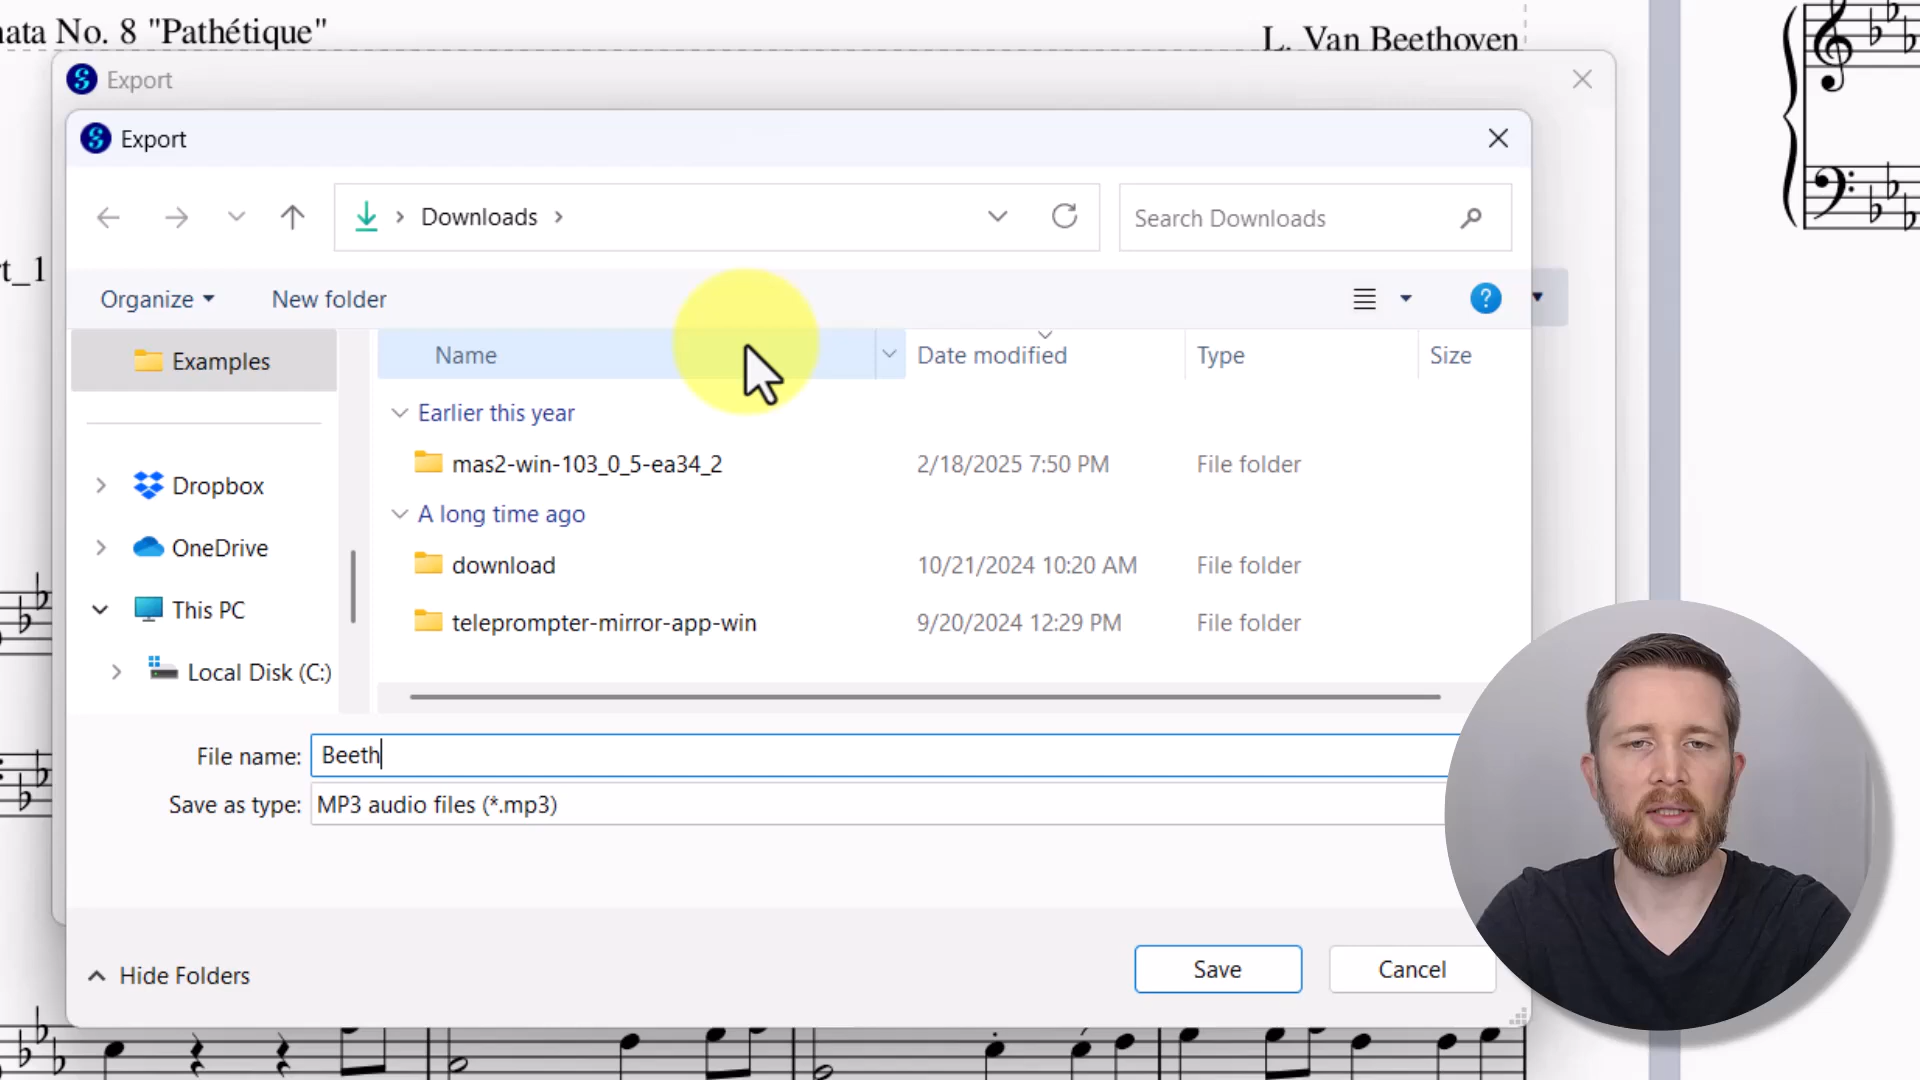 ata No. 8 "Pathétique"
L. Van Beethoven
Export
Export
Downloads
Search Downloads
rt_1
Organize
New folder
?
Examples
Name
Date modified
Type
Size
Earlier this year
mas2-win-103_0_5-ea34_2
2/18/2025 7:50 PM
File folder
A long time ago
Dropbox
OneDrive
download
10/21/2024 10:20 AM
File folder
This PC
teleprompter-mirror-app-win
9/20/2024 12:29 PM
File folder
Local Disk (C:)
File name: Beeth
Save as type: MP3 audio files (*.mp3)
Hide Folders
Save
Cancel